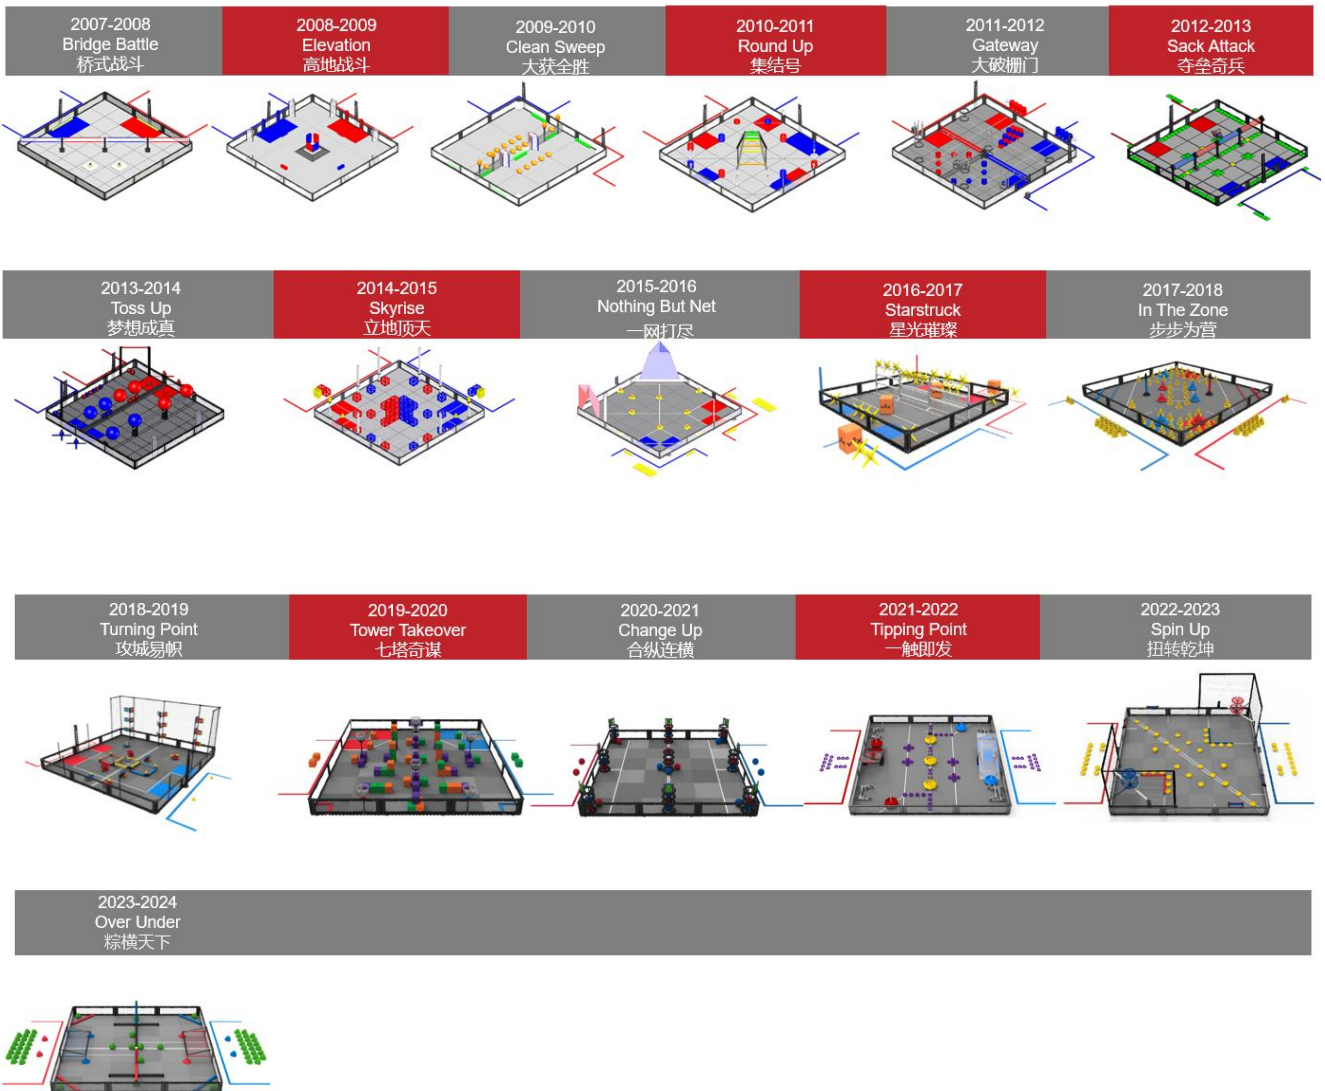 2007-2008
Bridge Battle
桥式战斗
2008-2009
Elevation
高地战斗
2009-2010
Clean Sweep
大获全胜
2010-2011
Round Up
集结号
2011-2012
Gateway
大破栅门
2012-2013
Sack Attack
夺垒奇兵
2013-2014
Toss Up
梦想成真
2014-2015
Skyrise
立地顶天
2015-2016
Nothing But Net
一网打尽
2016-2017
Starstruck
星光璀璨
2017-2018
In The Zone
步步为营
2018-2019
Turning Point
攻城易帜
2019-2020
Tower Takeover
七塔奇谋
2020-2021
Change Up
合纵连横
2021-2022
Tipping Point
一触即发
2022-2023
Spin Up
扭转乾坤
2023-2024
Over Under
粽横天下